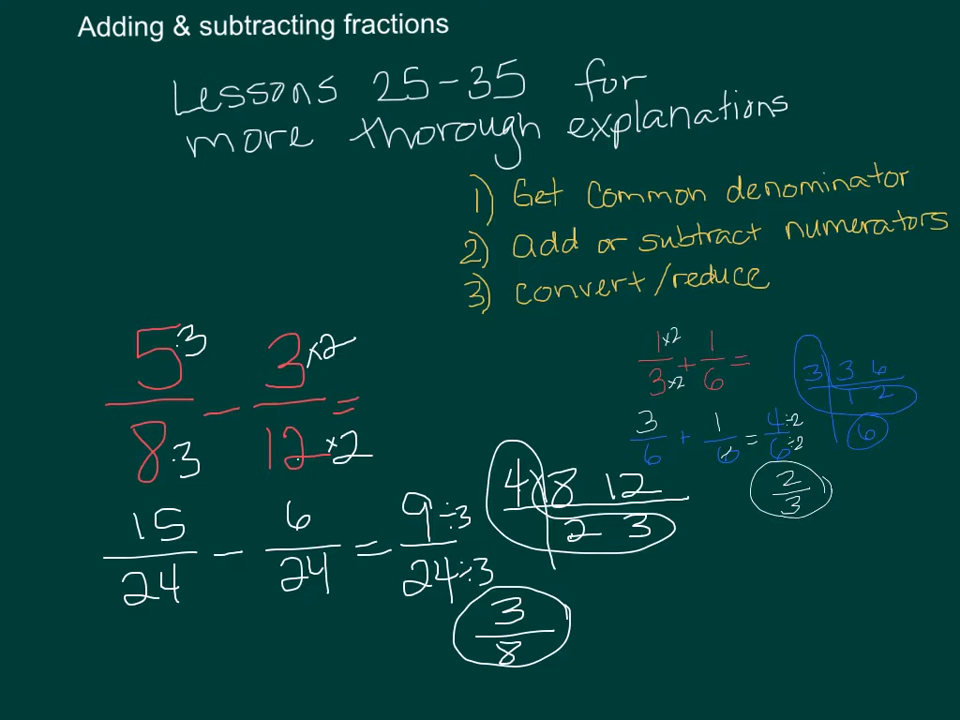 Adding & subtracting fractions
Lessons 25-35 for
more thorough explanations
1) Get common denominator
2) add or subtract numerators
3) convert/reduce
5·3 3×2
— − — =
8·3 12×2
15 6 9÷3
— − — = —
24 24 24÷3
3
—
8
4 8 12
2 3
1×2 1
— + — =
3×2 6
3 1 4÷2
— + — = —
6 6 6÷2
2
—
3
3 3 6
1 2
6